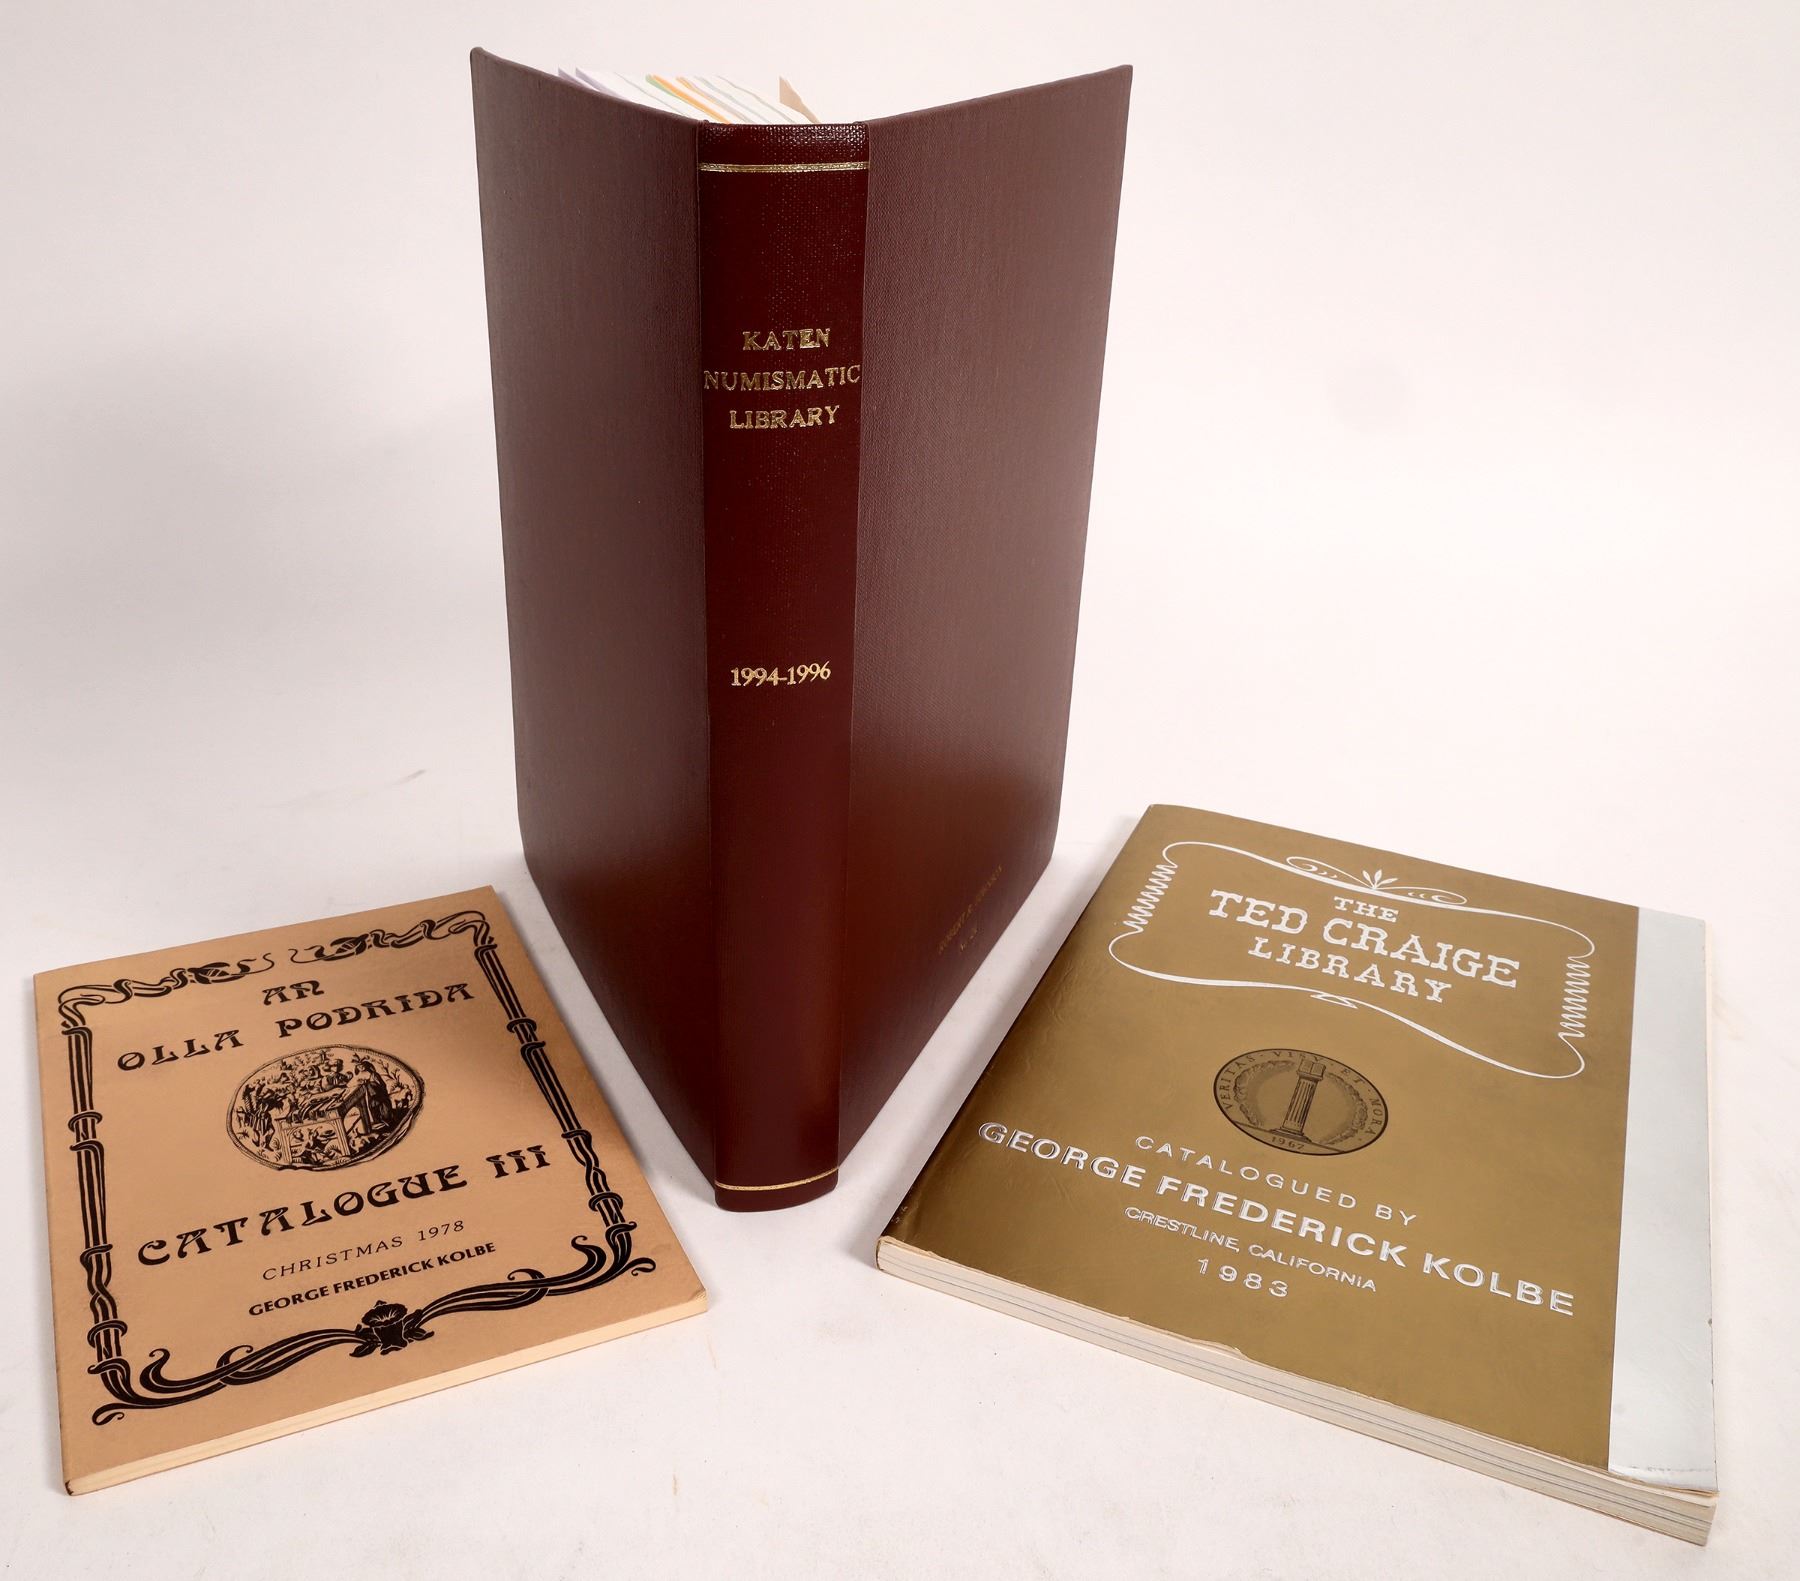 KATEN
NUMISMATIC
LIBRARY
1994-1996
AN
OLLA PODRIDA
CATALOGUE III
CHRISTMAS 1978
GEORGE FREDERICK KOLBE
THE
TED CRAIGE
LIBRARY
VERITAS · VISV · ET · MORA ·
1967
CATALOGUED BY
GEORGE FREDERICK KOLBE
CRESTLINE, CALIFORNIA
1983